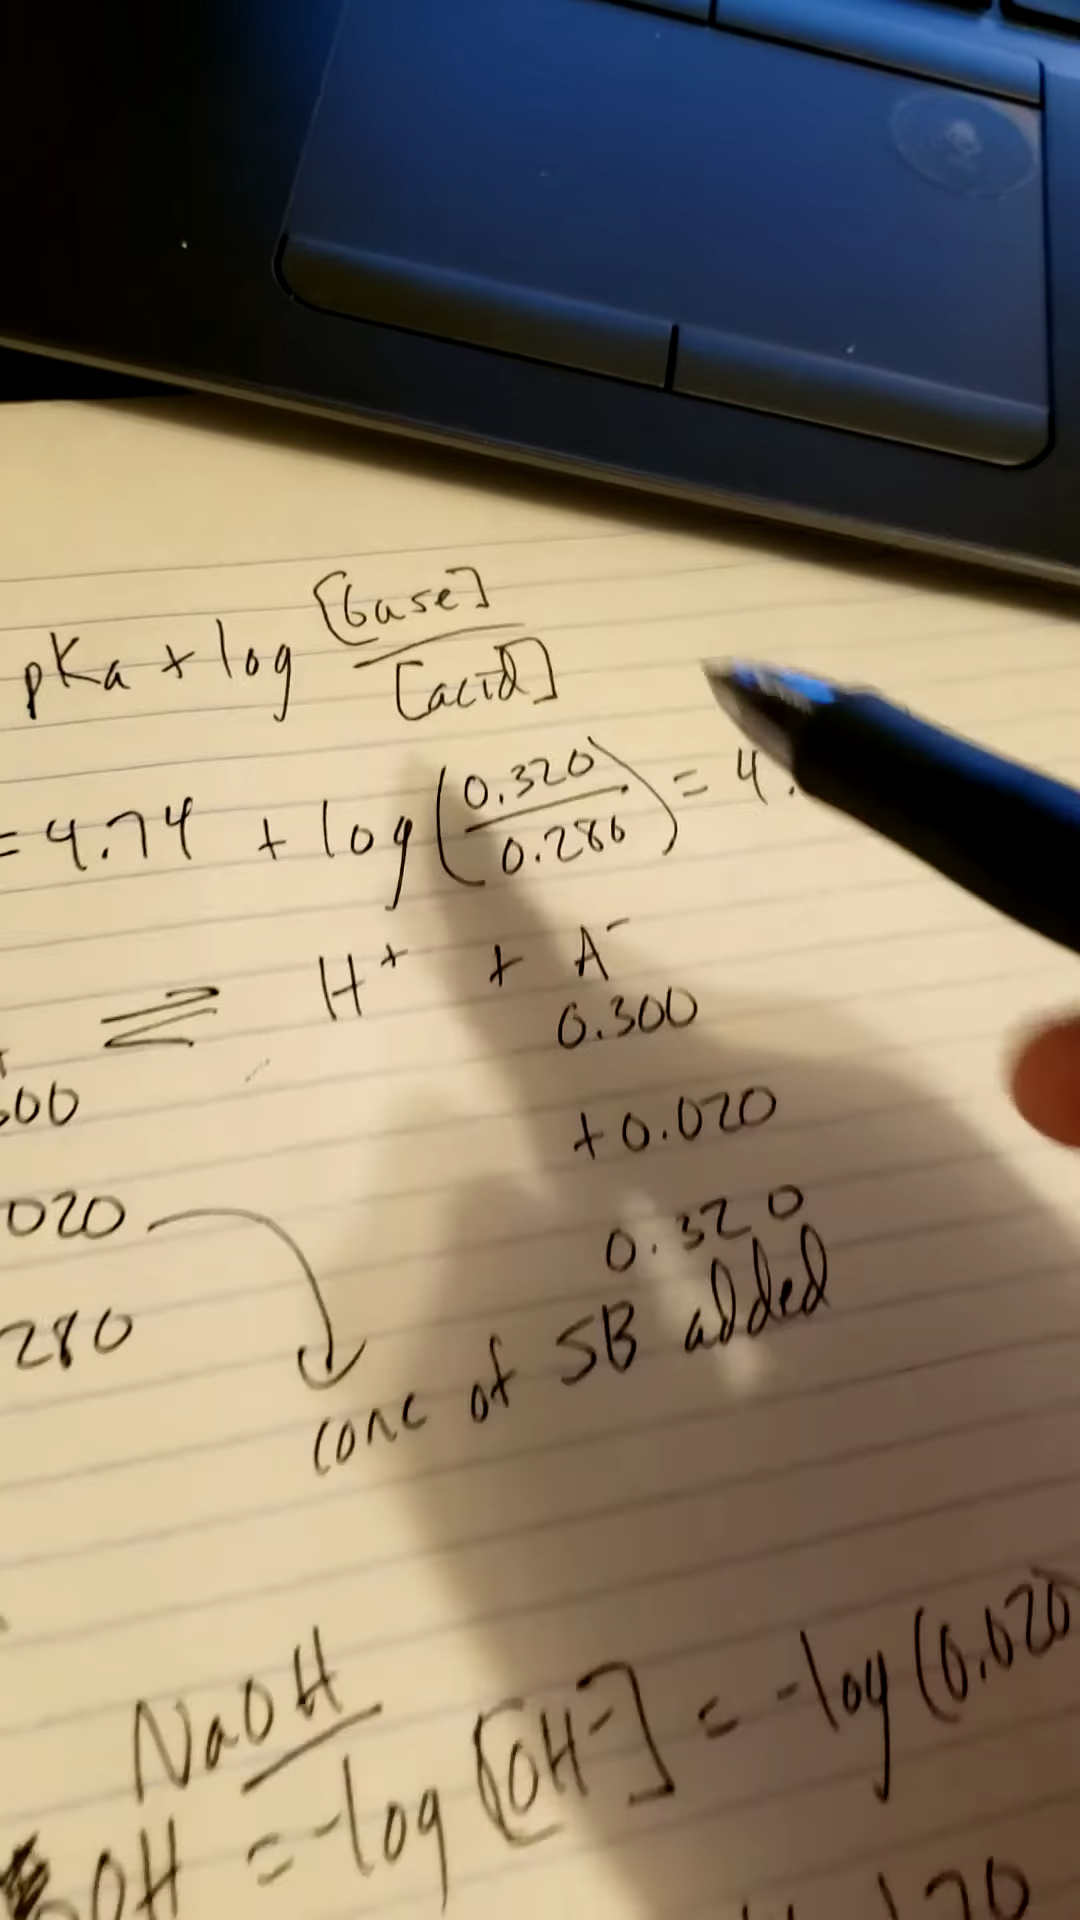 pKa + log [base]/[acid]
= 4.74 + log (0.320/0.280) = 4.
⇌ H⁺ + A⁻
0.300
00
+0.020
020
0.320
280
conc of SB added
NaOH
OH = -log [OH⁻] = -log (0.020
170